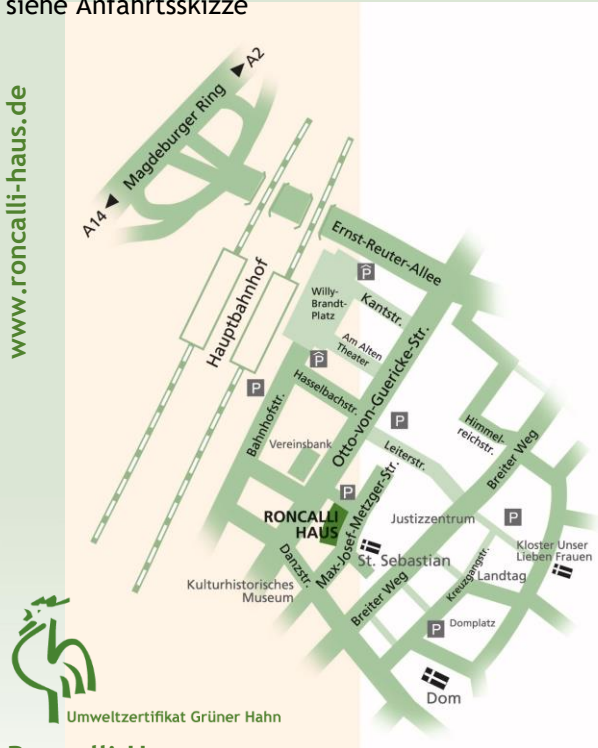 siehe Anfahrtsskizze
www.roncalli-haus.de
A2
Magdeburger Ring
A14
Ernst-Reuter-Allee
P
Willy-
Brandt-
Platz
Kantstr.
Hauptbahnhof
Am Alten
Theater
P
Otto-von-Guericke-Str.
P
Hasselbachstr.
Bahnhofstr.
P
Himmel-
reichstr.
Breiter Weg
Vereinsbank
Leiterstr.
P
RONCALLI
HAUS
Max-Josef-Metzger-Str.
Justizzentrum
P
Kloster Unser
Lieben Frauen
Danzstr.
St. Sebastian
Kreuzgangstr.
Landtag
Kulturhistorisches
Museum
Breiter Weg
P
Domplatz
Dom
Umweltzertifikat Grüner Hahn